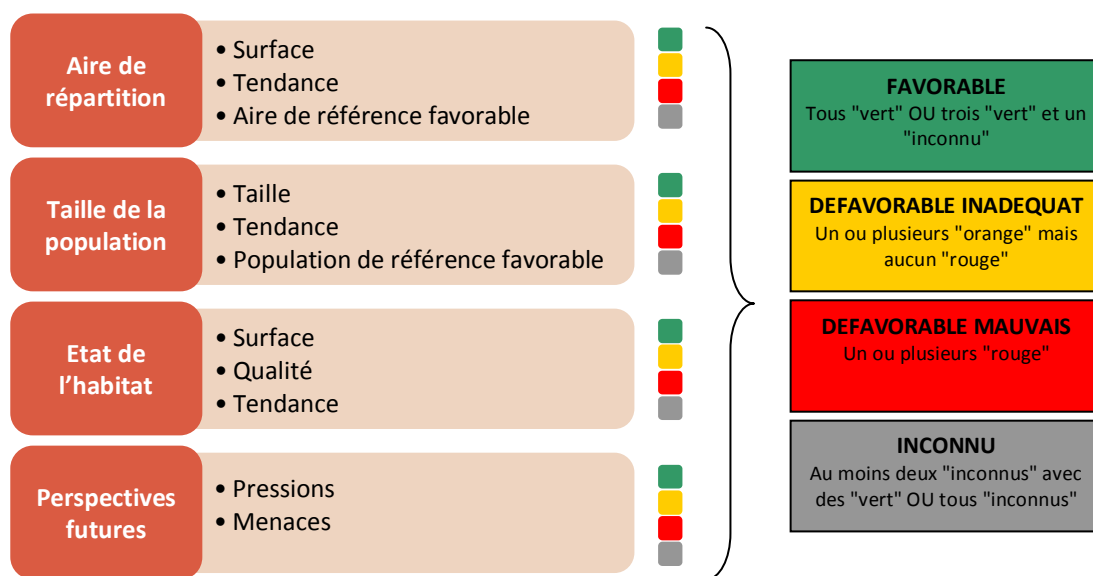 Aire de
répartition
• Surface
• Tendance
• Aire de référence favorable
Taille de la
population
• Taille
• Tendance
• Population de référence favorable
Etat de
l’habitat
• Surface
• Qualité
• Tendance
Perspectives
futures
• Pressions
• Menaces
FAVORABLE
Tous "vert" OU trois "vert" et un
"inconnu"
DEFAVORABLE INADEQUAT
Un ou plusieurs "orange" mais
aucun "rouge"
DEFAVORABLE MAUVAIS
Un ou plusieurs "rouge"
INCONNU
Au moins deux "inconnus" avec
des "vert" OU tous "inconnus"